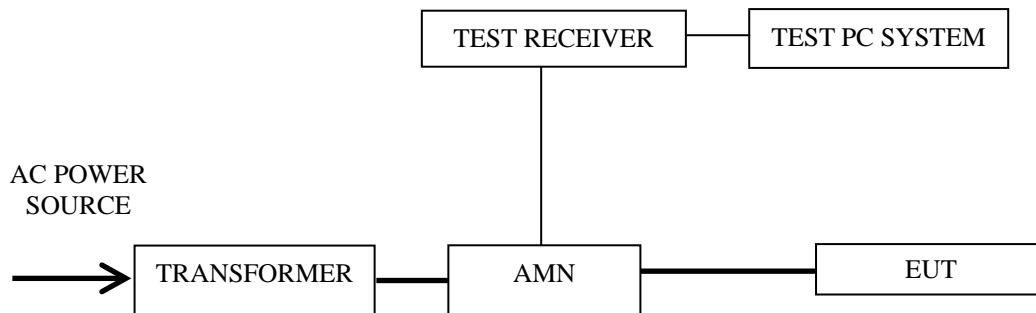 TEST RECEIVER
TEST PC SYSTEM
AC POWER
SOURCE
TRANSFORMER
AMN
EUT